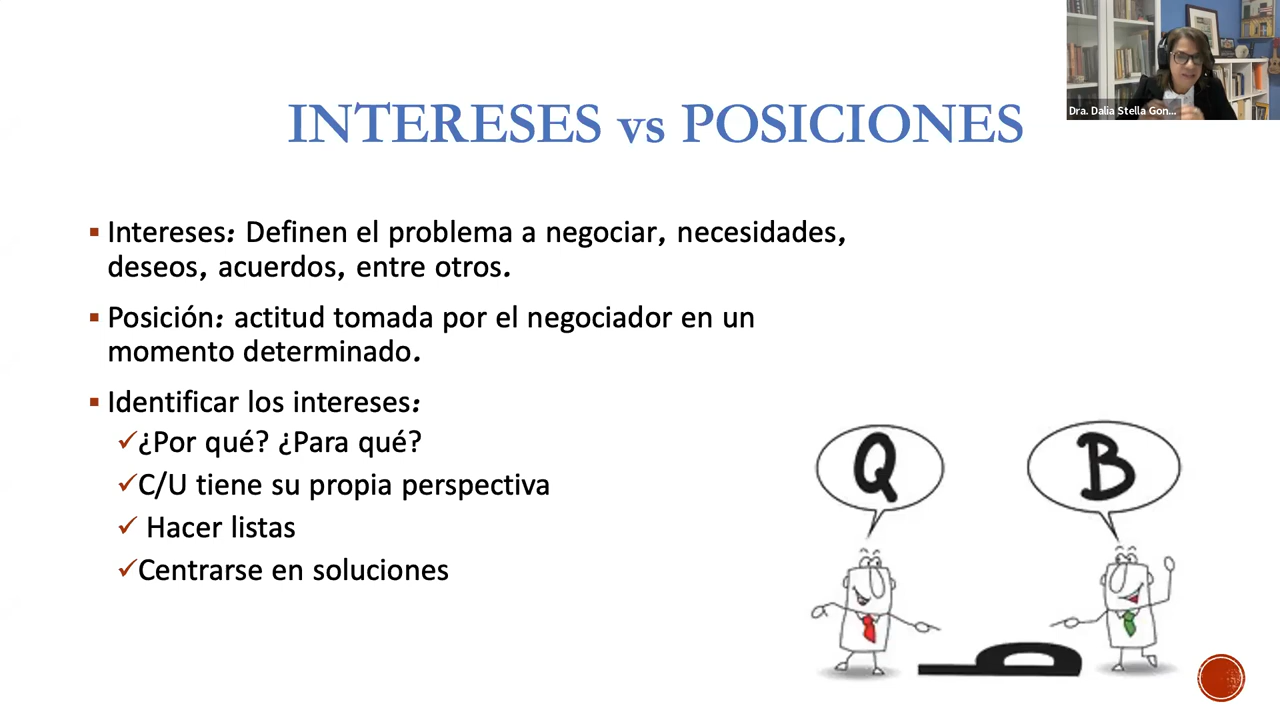 Dra. Dalia Stella Gon...
INTERESES vs POSICIONES
▪ Intereses: Definen el problema a negociar, necesidades,
deseos, acuerdos, entre otros.
▪ Posición: actitud tomada por el negociador en un
momento determinado.
▪ Identificar los intereses:
✓¿Por qué? ¿Para qué?
✓C/U tiene su propia perspectiva
✓ Hacer listas
✓Centrarse en soluciones
Q
B